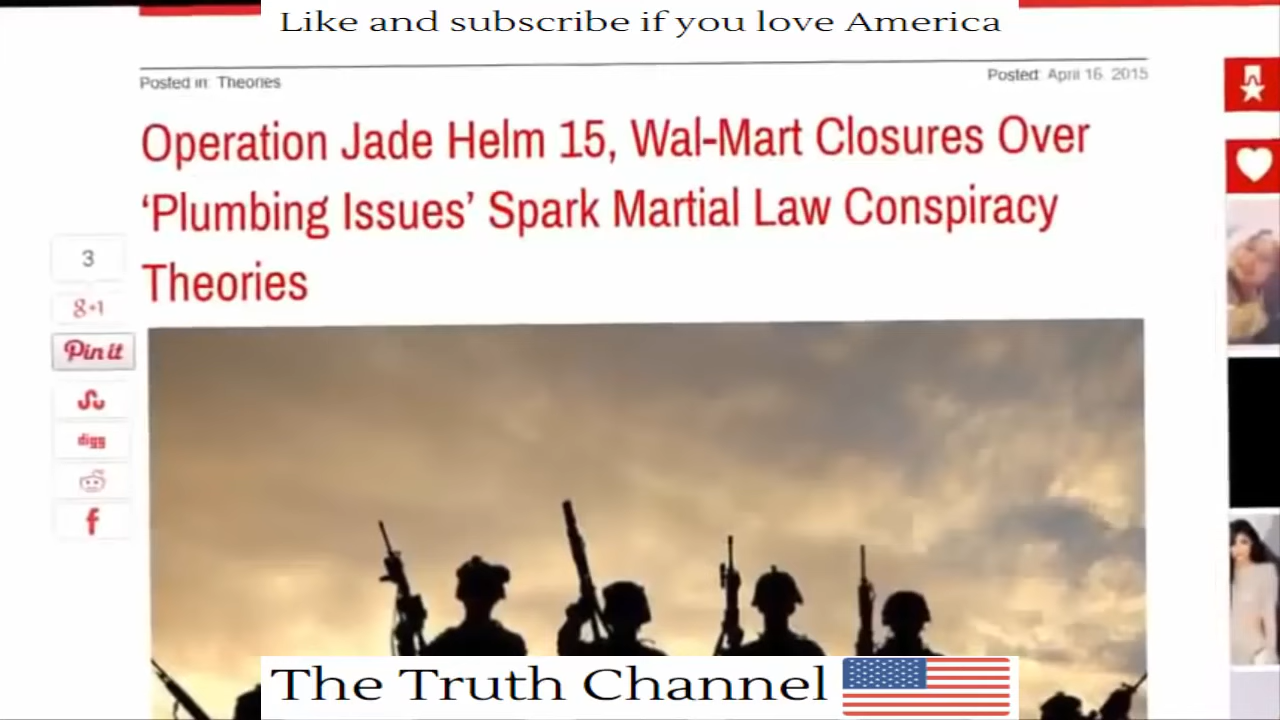 Like and subscribe if you love America
Posted in: Theories
Posted: April 16, 2015
Operation Jade Helm 15, Wal-Mart Closures Over
‘Plumbing Issues’ Spark Martial Law Conspiracy
Theories
3
g+1
Pin it
digg
f
The Truth Channel